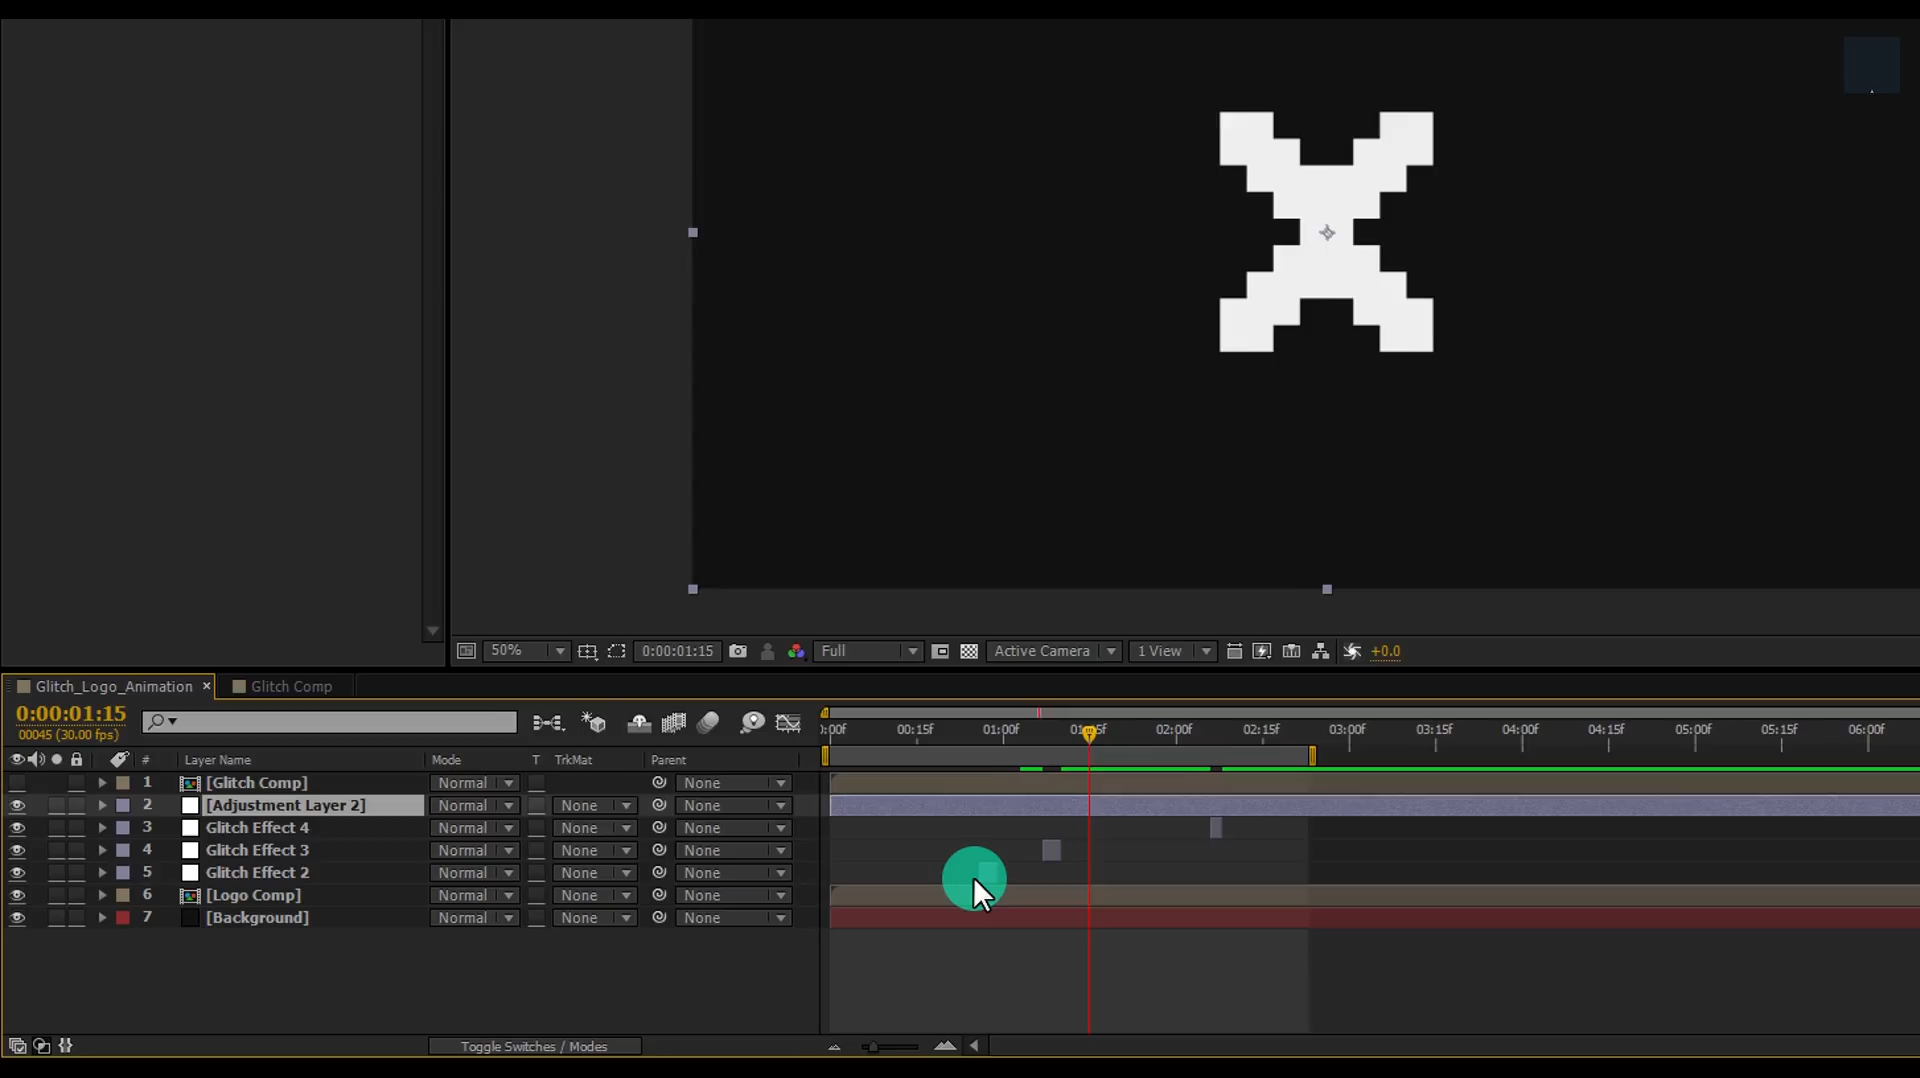 50%
0:00:01:15
Full
Active Camera
1 View
+0.0
Glitch_Logo_Animation ×
Glitch Comp
0:00:01:15
00045 (30.00 fps)
:00f 00:15f 01:00f 01:15f 02:00f 02:15f 03:00f 03:15f 04:00f 04:15f 05:00f 05:15f 06:00f
# Layer Name Mode T TrkMat Parent
1 [Glitch Comp] Normal None
2 [Adjustment Layer 2] Normal None None
3 Glitch Effect 4 Normal None None
4 Glitch Effect 3 Normal None None
5 Glitch Effect 2 Normal None None
6 [Logo Comp] Normal None None
7 [Background] Normal None None
Toggle Switches / Modes